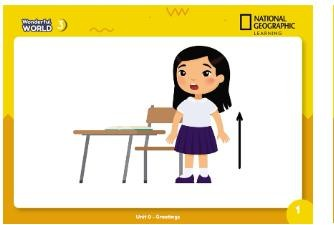 Wonderful
WORLD 3
NATIONAL
GEOGRAPHIC
LEARNING
Unit 0 - Greetings
1